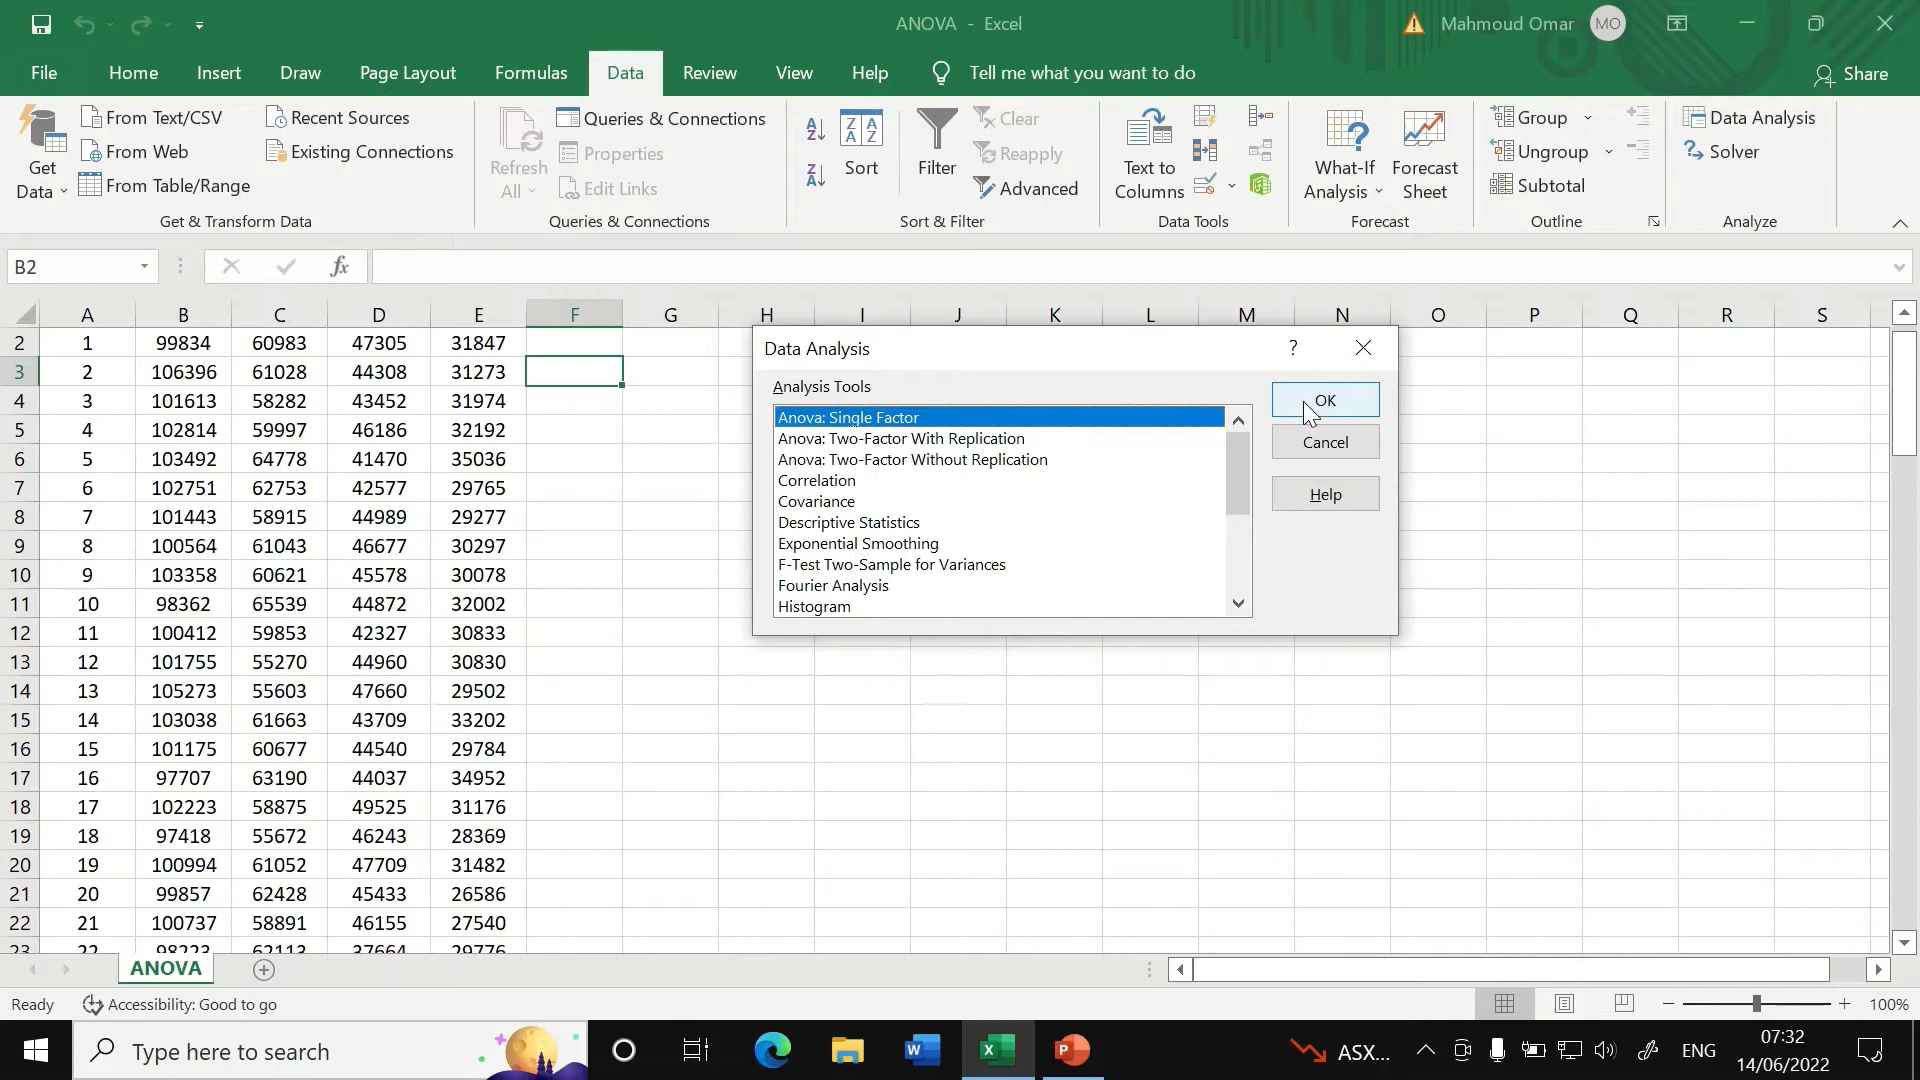 ANOVA - Excel
Mahmoud Omar MO
File Home Insert Draw Page Layout Formulas Data Review View Help Tell me what you want to do Share
Get Data
From Text/CSV
From Web
From Table/Range
Recent Sources
Existing Connections
Get & Transform Data
Refresh All
Queries & Connections
Properties
Edit Links
Queries & Connections
Sort
Filter
Clear
Reapply
Advanced
Sort & Filter
Text to Columns
Data Tools
What-If Analysis
Forecast Sheet
Forecast
Group
Ungroup
Subtotal
Outline
Data Analysis
Solver
Analyze
B2 fx
A B C D E F G H I J K L M N O P Q R S
2 1 99834 60983 47305 31847
3 2 106396 61028 44308 31273
4 3 101613 58282 43452 31974
5 4 102814 59997 46186 32192
6 5 103492 64778 41470 35036
7 6 102751 62753 42577 29765
8 7 101443 58915 44989 29277
9 8 100564 61043 46677 30297
10 9 103358 60621 45578 30078
11 10 98362 65539 44872 32002
12 11 100412 59853 42327 30833
13 12 101755 55270 44960 30830
14 13 105273 55603 47660 29502
15 14 103038 61663 43709 33202
16 15 101175 60677 44540 29784
17 16 97707 63190 44037 34952
18 17 102223 58875 49525 31176
19 18 97418 55672 46243 28369
20 19 100994 61052 47709 31482
21 20 99857 62428 45433 26586
22 21 100737 58891 46155 27540
23 22 98223 62113 37664 29776
Data Analysis ?
Analysis Tools
Anova: Single Factor
Anova: Two-Factor With Replication
Anova: Two-Factor Without Replication
Correlation
Covariance
Descriptive Statistics
Exponential Smoothing
F-Test Two-Sample for Variances
Fourier Analysis
Histogram
OK
Cancel
Help
ANOVA
Ready Accessibility: Good to go 100%
Type here to search
ASX...
ENG
07:32
14/06/2022